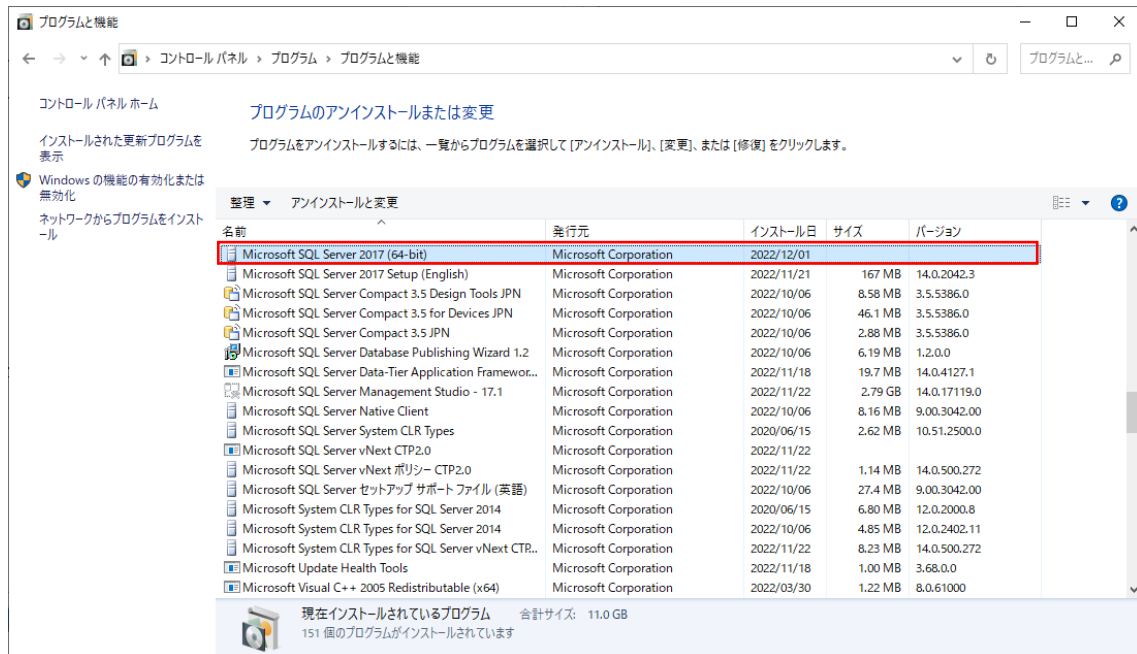 プログラムと機能
コントロール パネル › プログラム › プログラムと機能
プログラムと...
コントロール パネル ホーム
インストールされた更新プログラムを
表示
Windows の機能の有効化または
無効化
ネットワークからプログラムをインスト
ール
プログラムのアンインストールまたは変更
プログラムをアンインストールするには、一覧からプログラムを選択して [アンインストール]、[変更]、または [修復] をクリックします。
整理 アンインストールと変更
名前 発行元 インストール日 サイズ バージョン
Microsoft SQL Server 2017 (64-bit) Microsoft Corporation 2022/12/01
Microsoft SQL Server 2017 Setup (English) Microsoft Corporation 2022/11/21 167 MB 14.0.2042.3
Microsoft SQL Server Compact 3.5 Design Tools JPN Microsoft Corporation 2022/10/06 8.58 MB 3.5.5386.0
Microsoft SQL Server Compact 3.5 for Devices JPN Microsoft Corporation 2022/10/06 46.1 MB 3.5.5386.0
Microsoft SQL Server Compact 3.5 JPN Microsoft Corporation 2022/10/06 2.88 MB 3.5.5386.0
Microsoft SQL Server Database Publishing Wizard 1.2 Microsoft Corporation 2022/10/06 6.19 MB 1.2.0.0
Microsoft SQL Server Data-Tier Application Framewor... Microsoft Corporation 2022/11/18 19.7 MB 14.0.4127.1
Microsoft SQL Server Management Studio - 17.1 Microsoft Corporation 2022/11/22 2.79 GB 14.0.17119.0
Microsoft SQL Server Native Client Microsoft Corporation 2022/10/06 8.16 MB 9.00.3042.00
Microsoft SQL Server System CLR Types Microsoft Corporation 2020/06/15 2.62 MB 10.51.2500.0
Microsoft SQL Server vNext CTP2.0 Microsoft Corporation 2022/11/22
Microsoft SQL Server vNext ポリシー CTP2.0 Microsoft Corporation 2022/11/22 1.14 MB 14.0.500.272
Microsoft SQL Server セットアップ サポート ファイル (英語) Microsoft Corporation 2022/10/06 27.4 MB 9.00.3042.00
Microsoft System CLR Types for SQL Server 2014 Microsoft Corporation 2020/06/15 6.80 MB 12.0.2000.8
Microsoft System CLR Types for SQL Server 2014 Microsoft Corporation 2022/10/06 4.85 MB 12.0.2402.11
Microsoft System CLR Types for SQL Server vNext CTP... Microsoft Corporation 2022/11/22 8.23 MB 14.0.500.272
Microsoft Update Health Tools Microsoft Corporation 2022/11/18 1.00 MB 3.68.0.0
Microsoft Visual C++ 2005 Redistributable (x64) Microsoft Corporation 2022/03/30 1.22 MB 8.0.61000
現在インストールされているプログラム 合計サイズ: 11.0 GB
151 個のプログラムがインストールされています